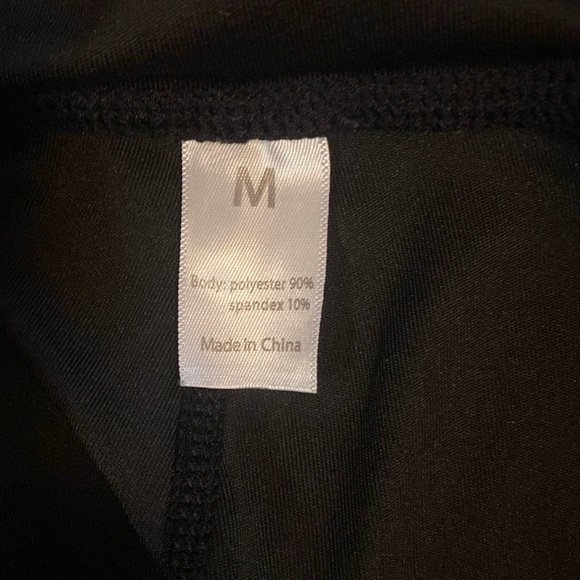 M
Body: polyester 90%
spandex 10%
Made in China